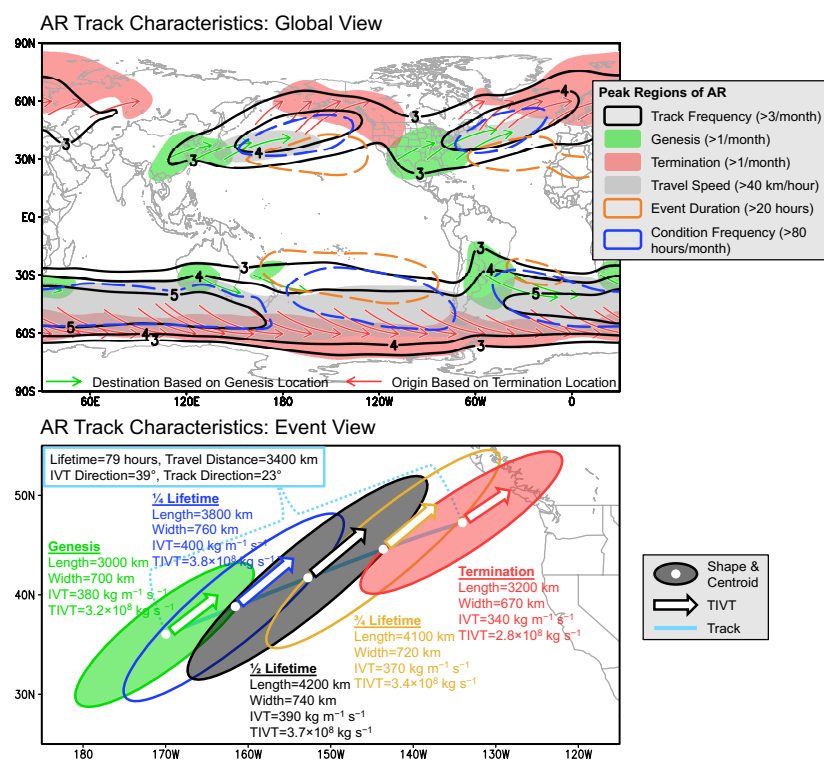 AR Track Characteristics: Global View
90N
60N
30N
EQ
30S
60S
90S
60E
120E
180
120W
60W
0
3
3
4
3
3
4
4
3
3
4
5
5
4
3
4
3
3
4
5
Destination Based on Genesis Location
Origin Based on Termination Location
Peak Regions of AR
Track Frequency (>3/month)
Genesis (>1/month)
Termination (>1/month)
Travel Speed (>40 km/hour)
Event Duration (>20 hours)
Condition Frequency (>80
hours/month)
AR Track Characteristics: Event View
50N
40N
30N
180
170W
160W
150W
140W
130W
120W
Lifetime=79 hours, Travel Distance=3400 km
IVT Direction=39°, Track Direction=23°
Genesis
Length=3000 km
Width=700 km
IVT=380 kg m⁻¹ s⁻¹
TIVT=3.2×10⁸ kg s⁻¹
¼ Lifetime
Length=3800 km
Width=760 km
IVT=400 kg m⁻¹ s⁻¹
TIVT=3.8×10⁸ kg s⁻¹
½ Lifetime
Length=4200 km
Width=740 km
IVT=390 kg m⁻¹ s⁻¹
TIVT=3.7×10⁸ kg s⁻¹
¾ Lifetime
Length=4100 km
Width=720 km
IVT=370 kg m⁻¹ s⁻¹
TIVT=3.4×10⁸ kg s⁻¹
Termination
Length=3200 km
Width=670 km
IVT=340 kg m⁻¹ s⁻¹
TIVT=2.8×10⁸ kg s⁻¹
Shape &
Centroid
TIVT
Track